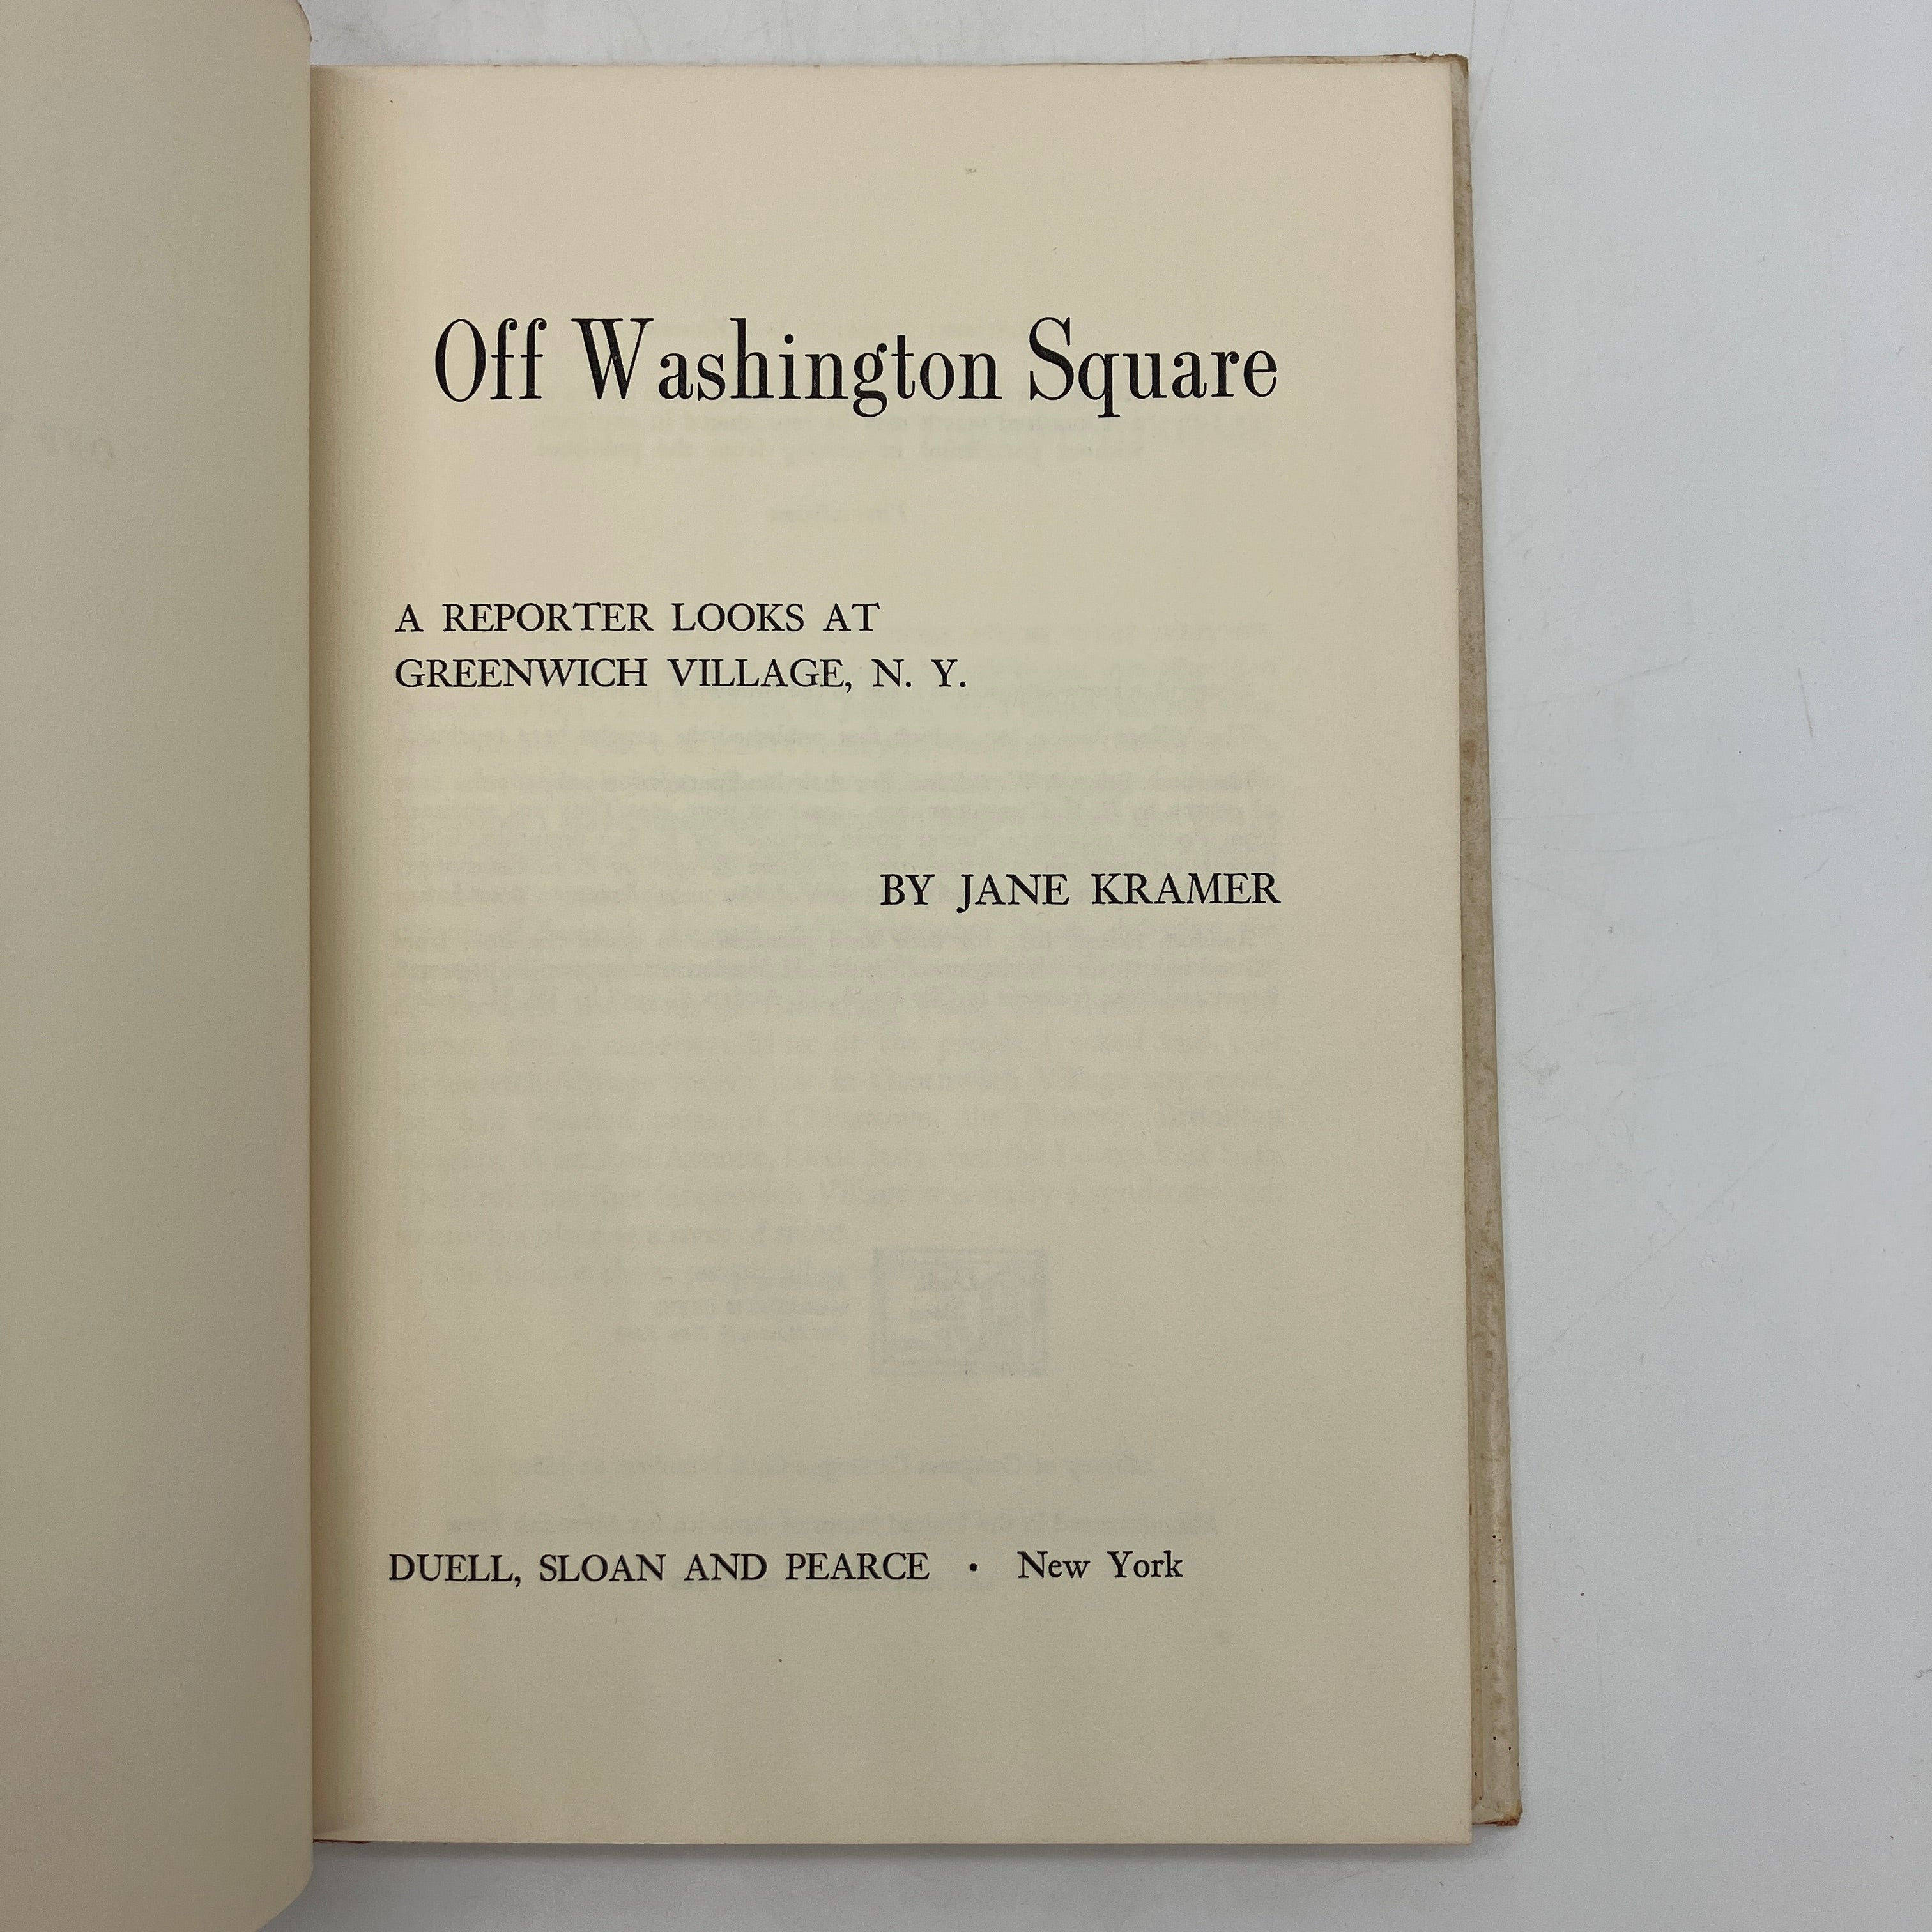 Off Washington Square
A REPORTER LOOKS AT
GREENWICH VILLAGE, N. Y.
BY JANE KRAMER
DUELL, SLOAN AND PEARCE • New York